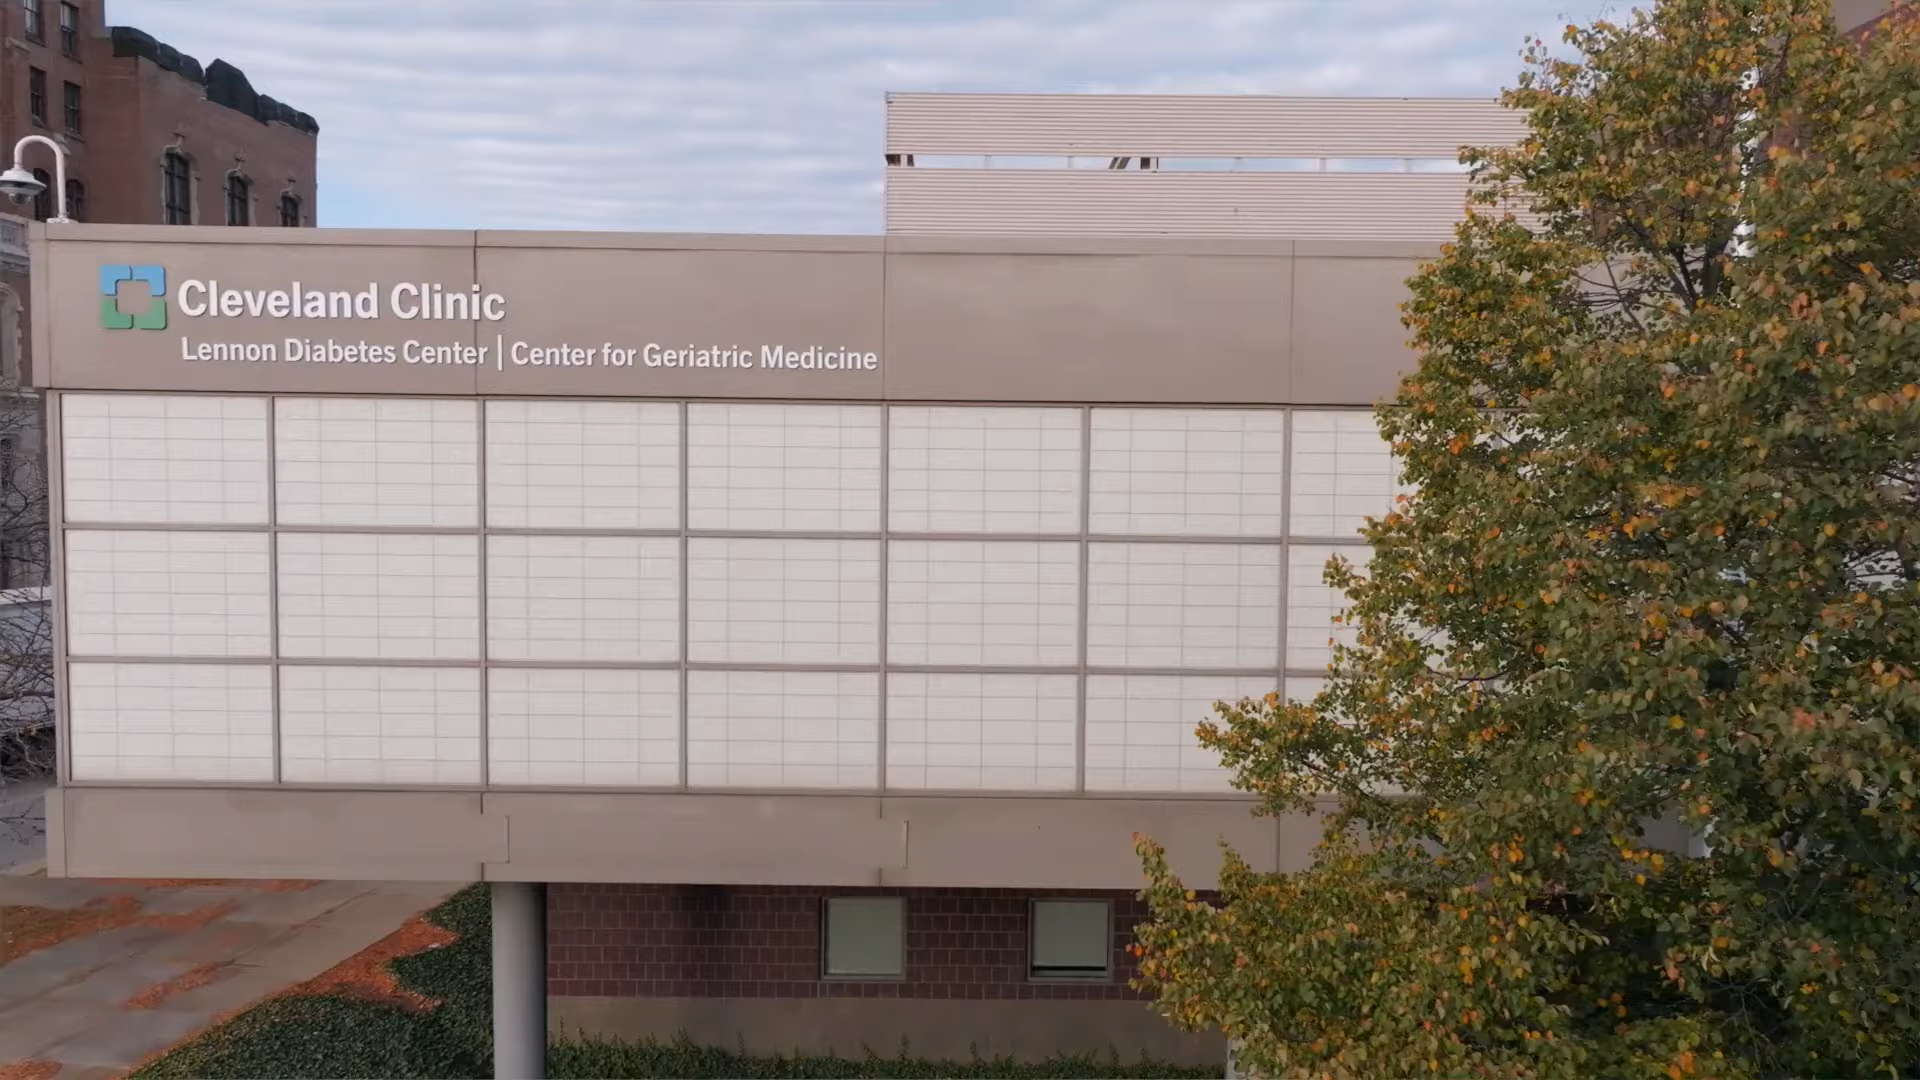 Cleveland Clinic
Lennon Diabetes Center | Center for Geriatric Medicine